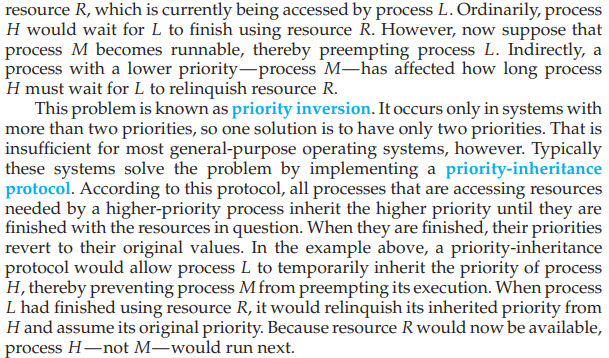 resource R, which is currently being accessed by process L. Ordinarily, process
H would wait for L to finish using resource R. However, now suppose that
process M becomes runnable, thereby preempting process L. Indirectly, a
process with a lower priority—process M—has affected how long process
H must wait for L to relinquish resource R.
This problem is known as priority inversion. It occurs only in systems with
more than two priorities, so one solution is to have only two priorities. That is
insufficient for most general-purpose operating systems, however. Typically
these systems solve the problem by implementing a priority-inheritance
protocol. According to this protocol, all processes that are accessing resources
needed by a higher-priority process inherit the higher priority until they are
finished with the resources in question. When they are finished, their priorities
revert to their original values. In the example above, a priority-inheritance
protocol would allow process L to temporarily inherit the priority of process
H, thereby preventing process M from preempting its execution. When process
L had finished using resource R, it would relinquish its inherited priority from
H and assume its original priority. Because resource R would now be available,
process H—not M—would run next.